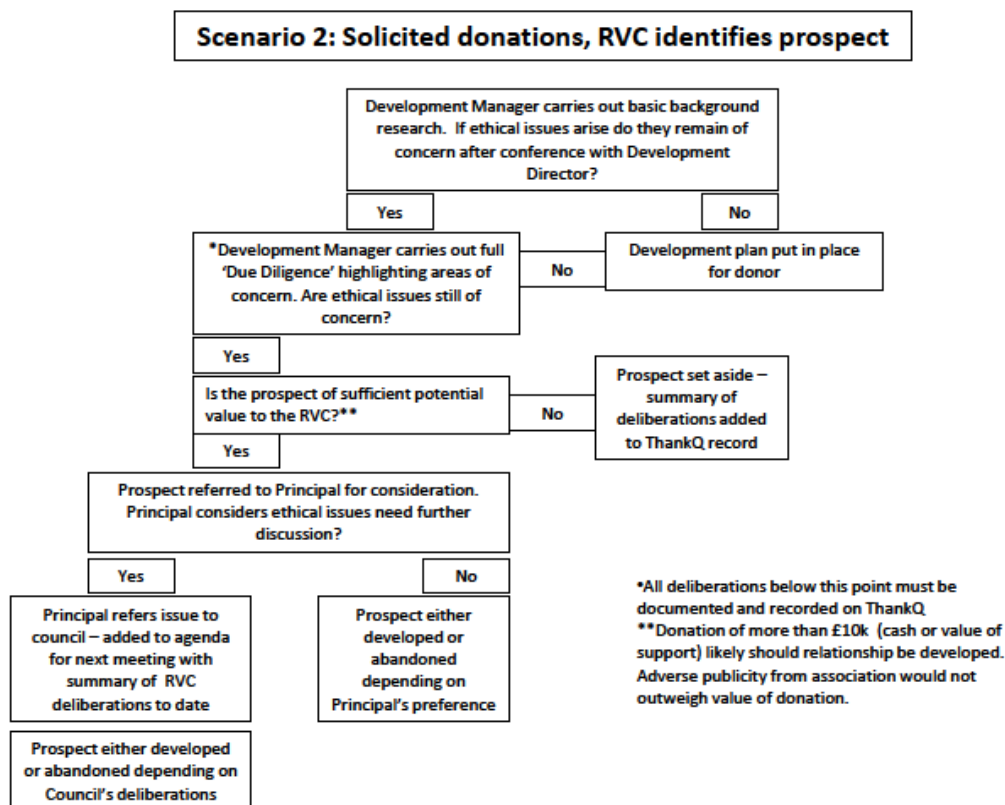 Scenario 2: Solicited donations, RVC identifies prospect
Development Manager carries out basic background
research.  If ethical issues arise do they remain of
concern after conference with Development
Director?
Yes
No
*Development Manager carries out full
‘Due Diligence’ highlighting areas of
concern. Are ethical issues still of
concern?
No
Development plan put in place
for donor
Yes
Is the prospect of sufficient potential
value to the RVC?**
No
Prospect set aside –
summary of
deliberations added
to ThankQ record
Yes
Prospect referred to Principal for consideration.
Principal considers ethical issues need further
discussion?
Yes
No
Principal refers issue to
council – added to agenda
for next meeting with
summary of  RVC
deliberations to date
Prospect either
developed or
abandoned
depending on
Principal’s preference
*All deliberations below this point must be
documented and recorded on ThankQ
**Donation of more than £10k  (cash or value of
support) likely should relationship be developed.
Adverse publicity from association would not
outweigh value of donation.
Prospect either developed
or abandoned depending on
Council’s deliberations